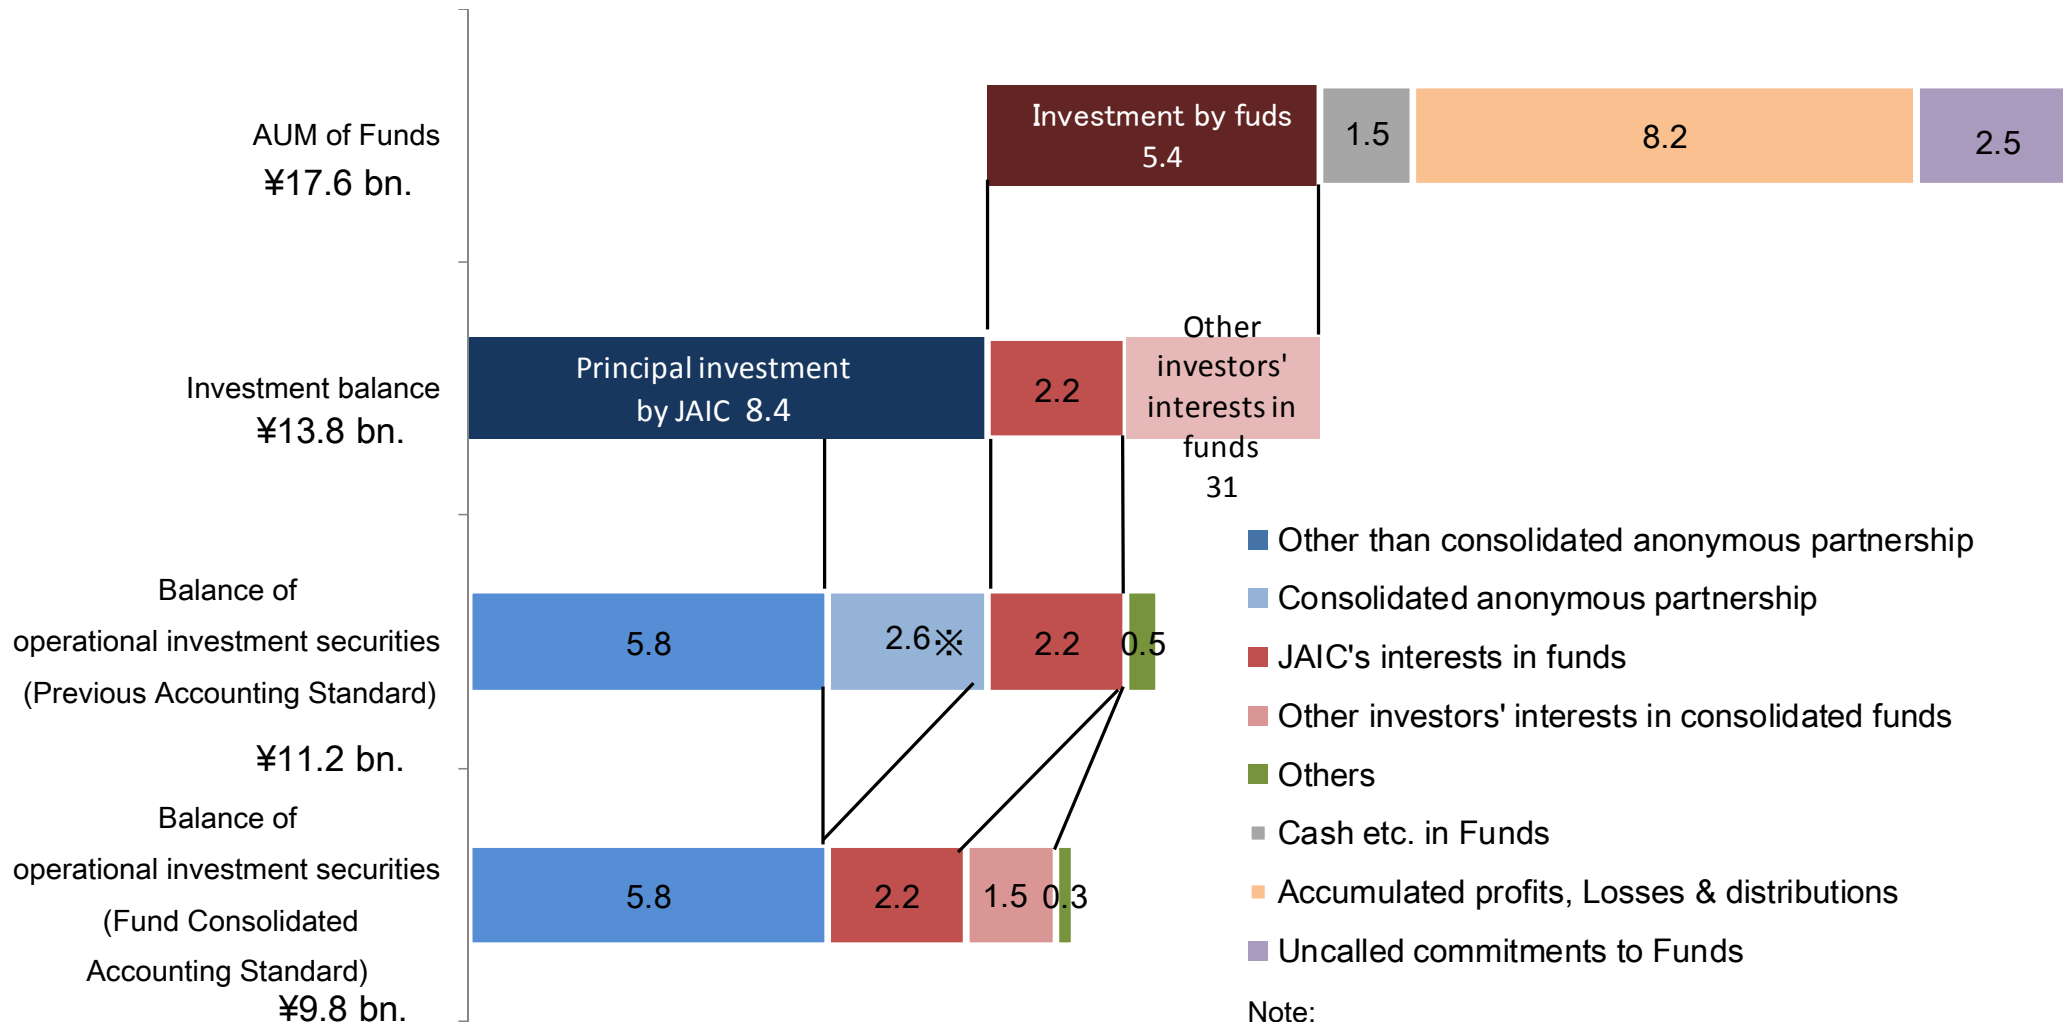 AUM of Funds
¥17.6 bn.
Investment by fuds
5.4
1.5
8.2
2.5
Investment balance
¥13.8 bn.
Principal investment
by JAIC 8.4
2.2
Other
investors'
interests in
funds
31
Balance of
operational investment securities
(Previous Accounting Standard)
¥11.2 bn.
5.8
2.6※
2.2
0.5
Balance of
operational investment securities
(Fund Consolidated
Accounting Standard)
¥9.8 bn.
5.8
2.2
1.5
0.3
Other than consolidated anonymous partnership
Consolidated anonymous partnership
JAIC's interests in funds
Other investors' interests in consolidated funds
Others
Cash etc. in Funds
Accumulated profits, Losses & distributions
Uncalled commitments to Funds
Note: